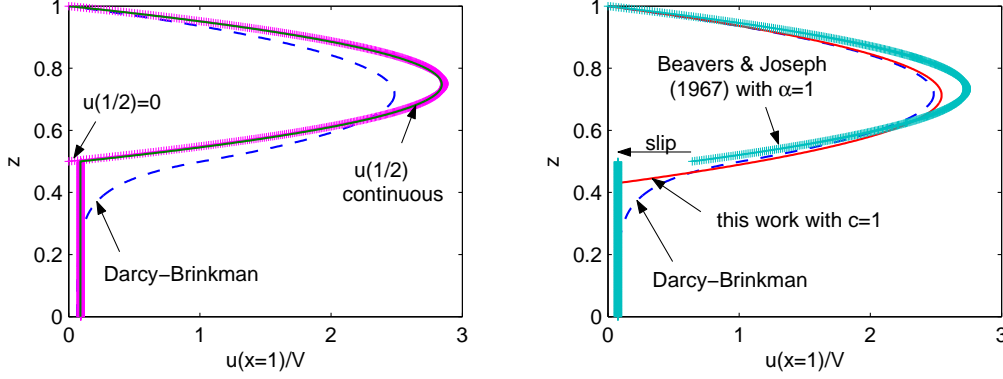 1
0.8
0.6
0.4
0.2
0
z
0
1
2
3
u(x=1)/V
u(1/2)=0
u(1/2)
continuous
Darcy−Brinkman
1
0.8
0.6
0.4
0.2
0
z
0
1
2
3
u(x=1)/V
Beavers & Joseph
(1967) with α=1
slip
this work with c=1
Darcy−Brinkman